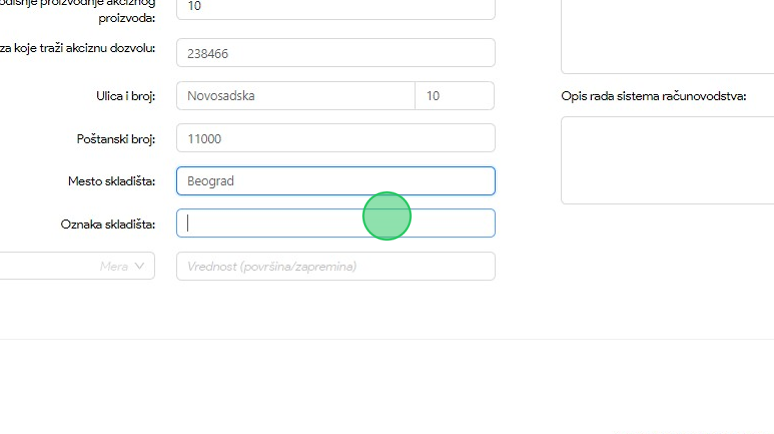 odišnje proizvodnje akciznog
proizvoda:
10
za koje traži akciznu dozvolu:
238466
Ulica i broj:
Novosadska
10
Poštanski broj:
11000
Mesto skladišta:
Beograd
Oznaka skladišta:
Mera
Vrednost (površina/zapremina)
Opis rada sistema računovodstva: